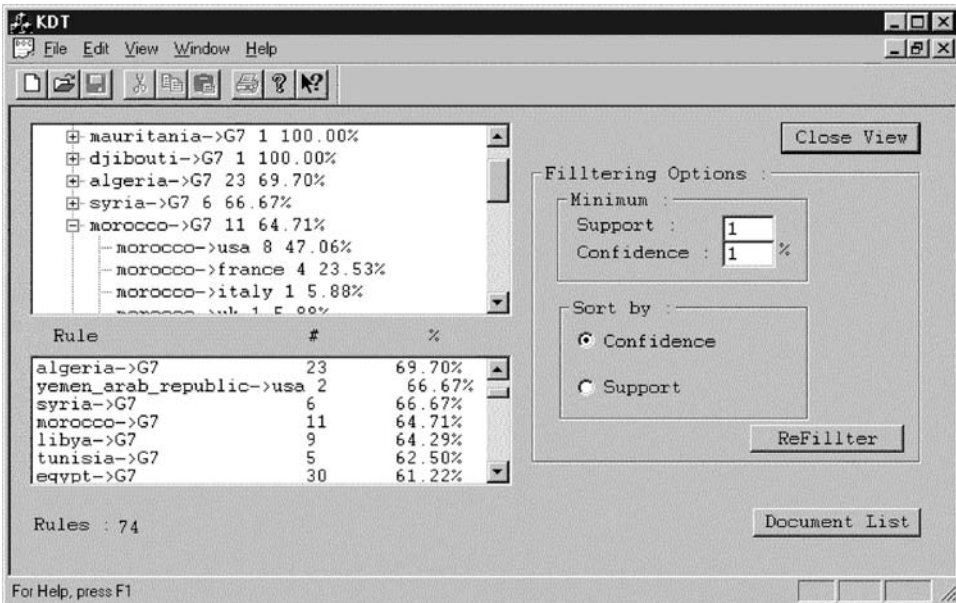 KDT
File Edit View Window Help
Close View
mauritania->G7 1 100.00%
djibouti->G7 1 100.00%
algeria->G7 23 69.70%
syria->G7 6 66.67%
morocco->G7 11 64.71%
morocco->usa 8 47.06%
morocco->france 4 23.53%
morocco->italy 1 5.88%
morocco->uk 1 5.88%
Rule # %
algeria->G7 23 69.70%
yemen_arab_republic->usa 2 66.67%
syria->G7 6 66.67%
morocco->G7 11 64.71%
libya->G7 9 64.29%
tunisia->G7 5 62.50%
egypt->G7 30 61.22%
Rules : 74
Filltering Options :
Minimum :
Support : 1
Confidence : 1 %
Sort by :
Confidence
Support
ReFillter
Document List
For Help, press F1